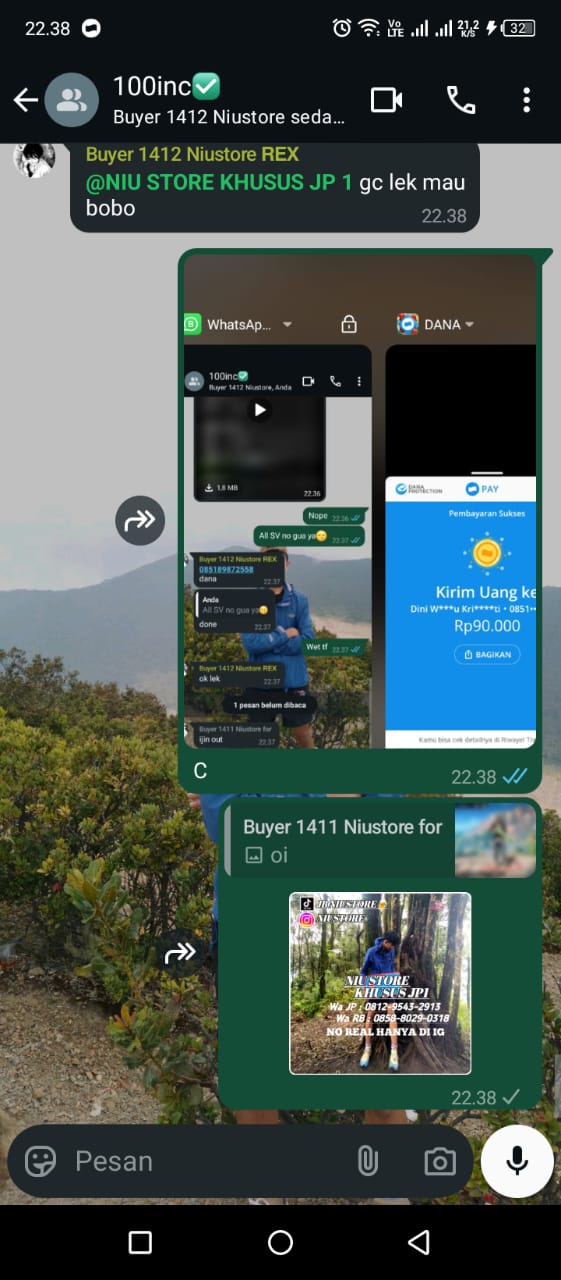 22.38
Vo LTE 21,2 K/S 32
100inc✅
Buyer 1412 Niustore seda...
Buyer 1412 Niustore REX
@NIU STORE KHUSUS JP 1 gc lek mau
bobo
22.38
WhatsAp...
DANA
100inc✅
Buyer 1412 Niustore, Anda
1,8 MB
22.36
Nope 22.36
All SV no gua ya 22.37
Buyer 1412 Niustore REX
085189872558
dana
22.37
Anda
All SV no gua ya
done
22.37
Wet tf 22.37
Buyer 1412 Niustore REX
ok lek
22.37
1 pesan belum dibaca
Buyer 1411 Niustore for
ijin out
22.37
DANA PROTECTION
PAY
Pembayaran Sukses
Kirim Uang ke
Dini W***u Kri****ti • 0851
Rp90.000
BAGIKAN
Kamu bisa cek detailnya di Riwayat
C
22.38
Buyer 1411 Niustore for
oi
JB NIUSTORE
NIUSTORE
NIU STORE
KHUSUS JP1
Wa JP : 0812-9543-2913
Wa RB : 0858-8029-0318
NO REAL HANYA DI IG
22.38
Pesan